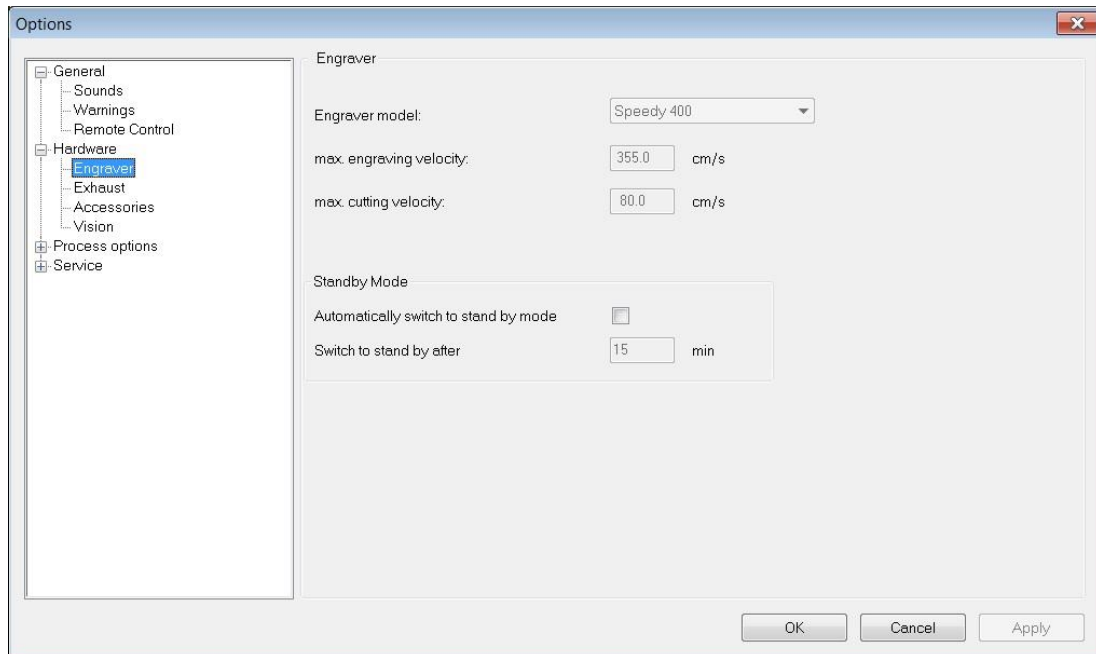 Options
General
Sounds
Warnings
Remote Control
Hardware
Engraver
Exhaust
Accessories
Vision
Process options
Service
Engraver
Engraver model: Speedy 400
max. engraving velocity: 355.0 cm/s
max. cutting velocity: 80.0 cm/s
Standby Mode
Automatically switch to stand by mode
Switch to stand by after 15 min
OK Cancel Apply